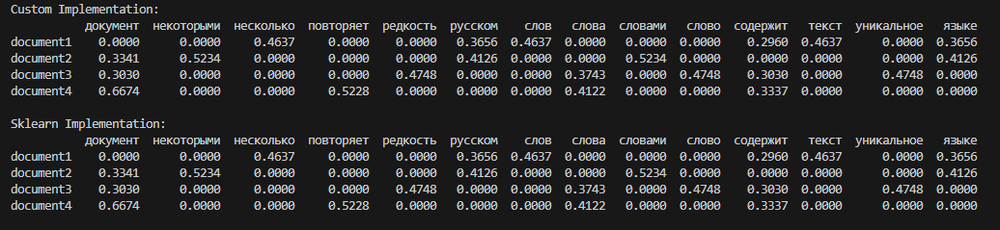 Custom Implementation:
документ некоторыми несколько повторяет редкость русском слов слова словами слово содержит текст уникальное языке
document1 0.0000 0.0000 0.4637 0.0000 0.0000 0.3656 0.4637 0.0000 0.0000 0.0000 0.2960 0.4637 0.0000 0.3656
document2 0.3341 0.5234 0.0000 0.0000 0.0000 0.4126 0.0000 0.0000 0.5234 0.0000 0.0000 0.0000 0.0000 0.4126
document3 0.3030 0.0000 0.0000 0.0000 0.4748 0.0000 0.0000 0.3743 0.0000 0.4748 0.3030 0.0000 0.4748 0.0000
document4 0.6674 0.0000 0.0000 0.5228 0.0000 0.0000 0.0000 0.4122 0.0000 0.0000 0.3337 0.0000 0.0000 0.0000
Sklearn Implementation:
документ некоторыми несколько повторяет редкость русском слов слова словами слово содержит текст уникальное языке
document1 0.0000 0.0000 0.4637 0.0000 0.0000 0.3656 0.4637 0.0000 0.0000 0.0000 0.2960 0.4637 0.0000 0.3656
document2 0.3341 0.5234 0.0000 0.0000 0.0000 0.4126 0.0000 0.0000 0.5234 0.0000 0.0000 0.0000 0.0000 0.4126
document3 0.3030 0.0000 0.0000 0.0000 0.4748 0.0000 0.0000 0.3743 0.0000 0.4748 0.3030 0.0000 0.4748 0.0000
document4 0.6674 0.0000 0.0000 0.5228 0.0000 0.0000 0.0000 0.4122 0.0000 0.0000 0.3337 0.0000 0.0000 0.0000